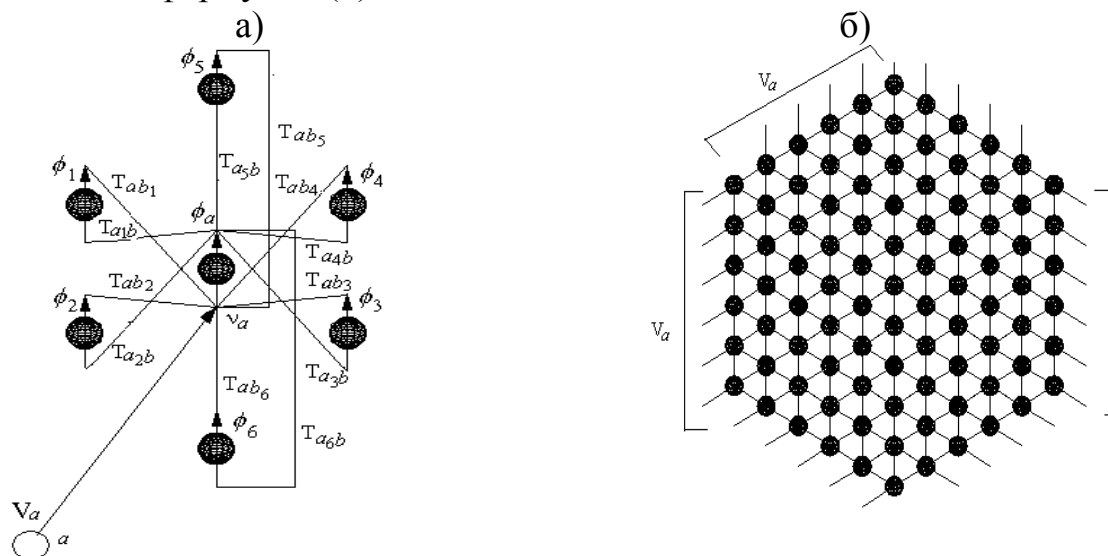 а)
б)
ϕ5
Va
Tab5
Ta5b
ϕ1
Tab1
Tab4
ϕ4
ϕa
Ta1b
Ta4b
Tab2
Tab3
ϕ2
νa
ϕ3
Va
Ta2b
Ta3b
Tab6
ϕ6
Ta6b
Va
a